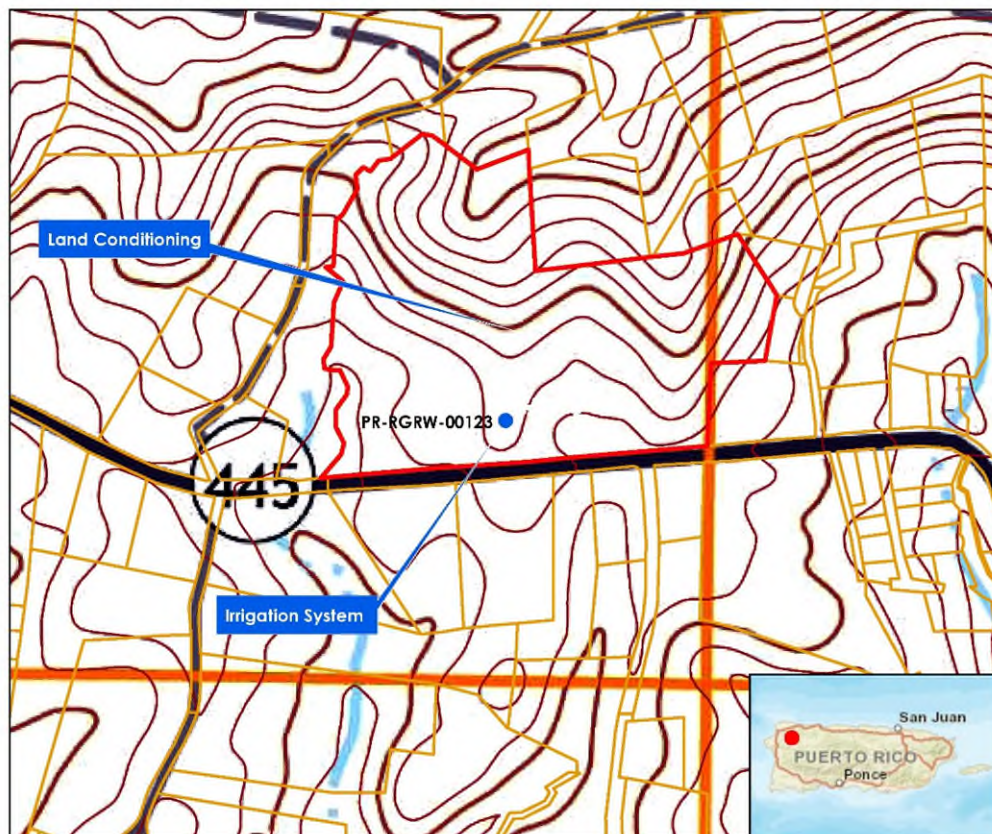 Land Conditioning
PR-RGRW-00123
445
Irrigation System
San Juan
PUERTO RICO
Ponce